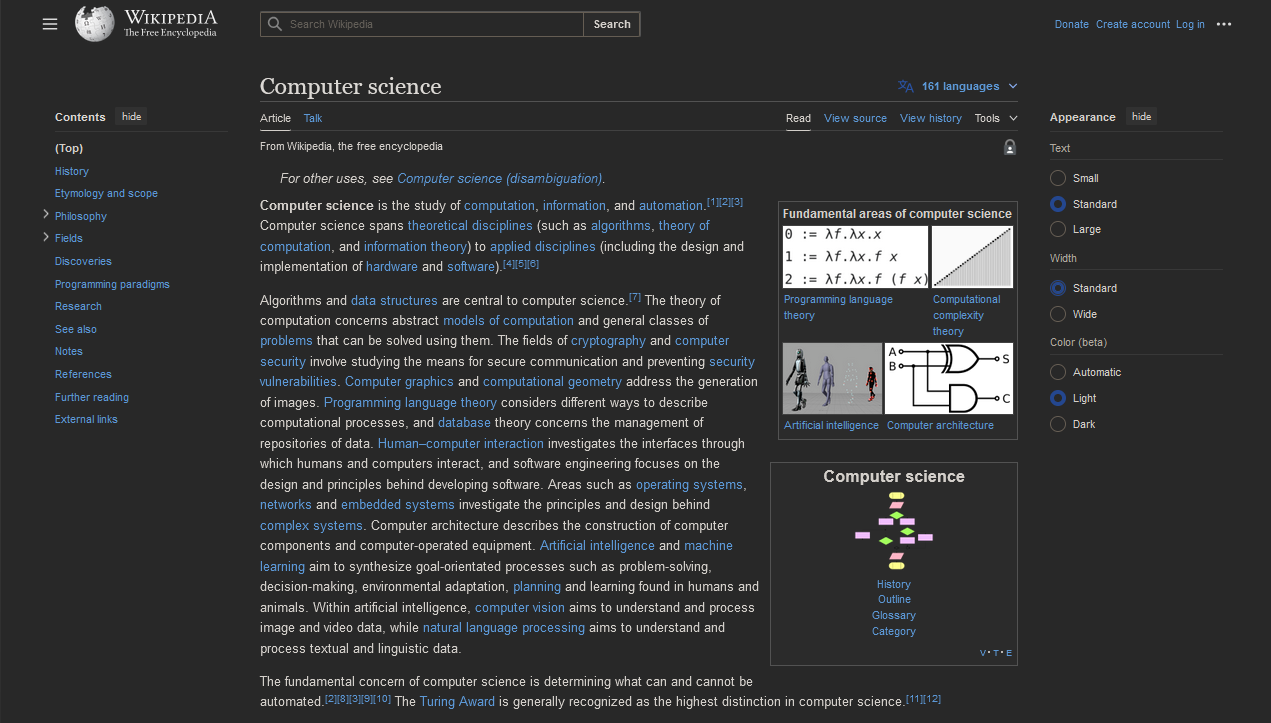 WIKIPEDIA
The Free Encyclopedia
Search Wikipedia
Search
Donate Create account Log in
Computer science
161 languages
Article Talk
Read View source View history Tools
From Wikipedia, the free encyclopedia
Contents hide
(Top)
History
Etymology and scope
Philosophy
Fields
Discoveries
Programming paradigms
Research
See also
Notes
References
Further reading
External links
For other uses, see Computer science (disambiguation).
Computer science is the study of computation, information, and automation.[1][2][3]
Computer science spans theoretical disciplines (such as algorithms, theory of
computation, and information theory) to applied disciplines (including the design and
implementation of hardware and software).[4][5][6]
Algorithms and data structures are central to computer science.[7] The theory of
computation concerns abstract models of computation and general classes of
problems that can be solved using them. The fields of cryptography and computer
security involve studying the means for secure communication and preventing security
vulnerabilities. Computer graphics and computational geometry address the generation
of images. Programming language theory considers different ways to describe
computational processes, and database theory concerns the management of
repositories of data. Human–computer interaction investigates the interfaces through
which humans and computers interact, and software engineering focuses on the
design and principles behind developing software. Areas such as operating systems,
networks and embedded systems investigate the principles and design behind
complex systems. Computer architecture describes the construction of computer
components and computer-operated equipment. Artificial intelligence and machine
learning aim to synthesize goal-orientated processes such as problem-solving,
decision-making, environmental adaptation, planning and learning found in humans and
animals. Within artificial intelligence, computer vision aims to understand and process
image and video data, while natural language processing aims to understand and
process textual and linguistic data.
The fundamental concern of computer science is determining what can and cannot be
automated.[2][8][3][9][10] The Turing Award is generally recognized as the highest distinction in computer science.[11][12]
Fundamental areas of computer science
0 := λf.λx.x
1 := λf.λx.f x
2 := λf.λx.f (f x)
Programming language
theory
Computational
complexity
theory
A
B
S
C
Artificial intelligence
Computer architecture
Computer science
History
Outline
Glossary
Category
V · T · E
Appearance hide
Text
Small
Standard
Large
Width
Standard
Wide
Color (beta)
Automatic
Light
Dark